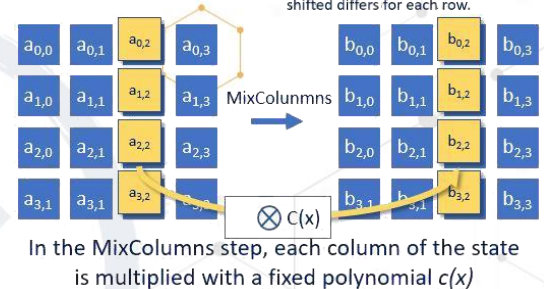 shifted differs for each row.
a0,0 a0,1 a0,2 a0,3 b0,0 b0,1 b0,2 b0,3
a1,0 a1,1 a1,2 a1,3 MixColunmns b1,0 b1,1 b1,2 b1,3
a2,0 a2,1 a2,2 a2,3 b2,0 b2,1 b2,2 b2,3
a3,1 a3,1 a3,2 b3,1 b3,2 b3,3
⊗ C(x)
In the MixColumns step, each column of the state
is multiplied with a fixed polynomial c(x)